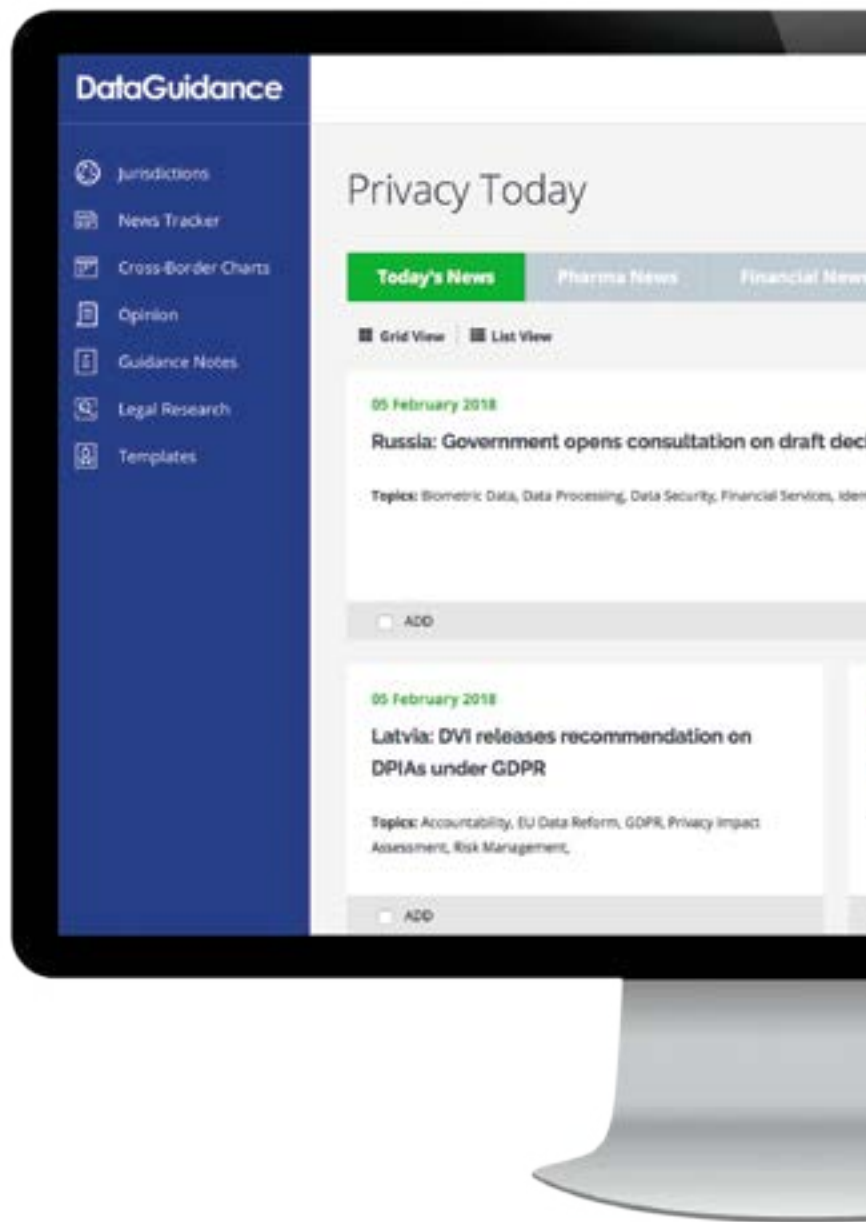 DataGuidance
Jurisdictions
News Tracker
Cross-Border Charts
Opinion
Guidance Notes
Legal Research
Templates
Privacy Today
Today's News
Pharma News
Financial New
Grid View
List View
05 February 2018
Russia: Government opens consultation on draft dec
Topics: Biometric Data, Data Processing, Data Security, Financial Services, Iden
ADD
05 February 2018
Latvia: DVI releases recommendation on
DPIAs under GDPR
Topics: Accountability, EU Data Reform, GDPR, Privacy Impact
Assessment, Risk Management,
ADD